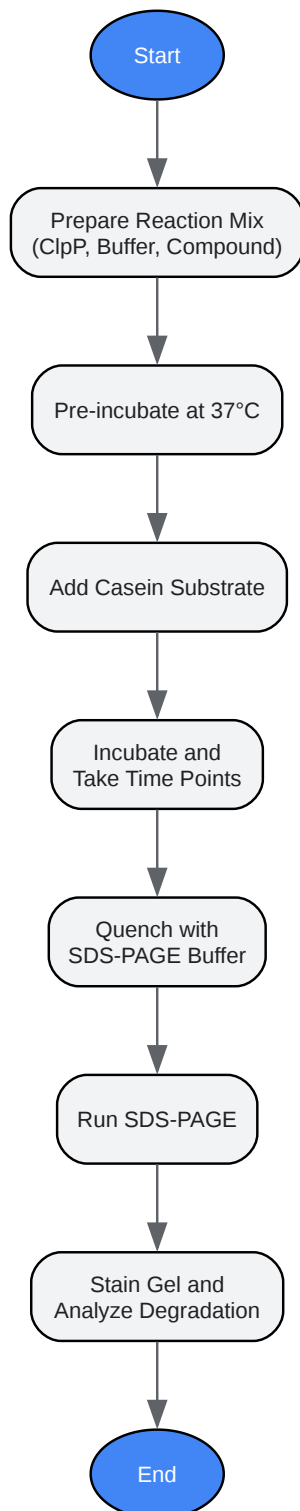 Start
Prepare Reaction Mix
(ClpP, Buffer, Compound)
Pre-incubate at 37°C
Add Casein Substrate
Incubate and
Take Time Points
Quench with
SDS-PAGE Buffer
Run SDS-PAGE
Stain Gel and
Analyze Degradation
End